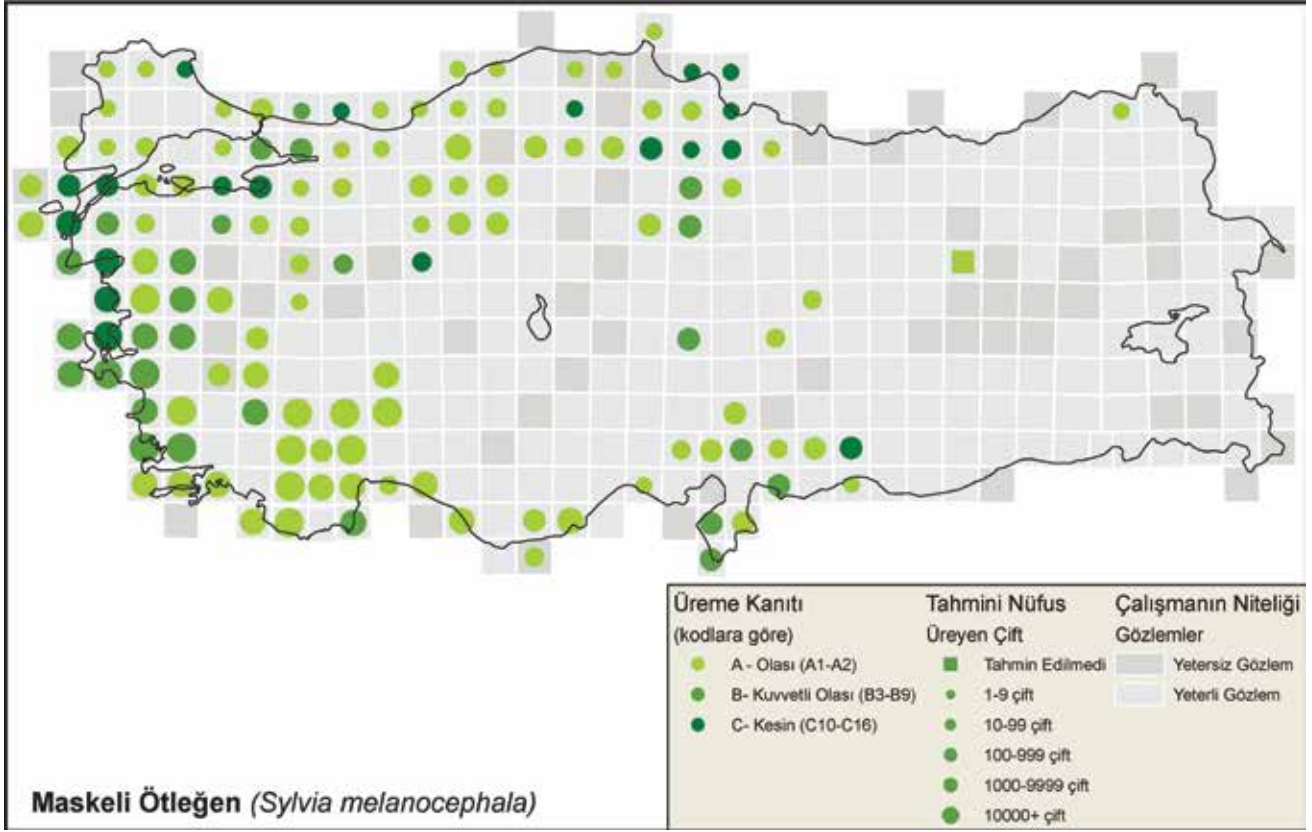 Üreme Kanıtı
(kodlara göre)
A - Olası (A1-A2)
B- Kuvvetli Olası (B3-B9)
C- Kesin (C10-C16)
Tahmini Nüfus
Üreyen Çift
Tahmin Edilmedi
1-9 çift
10-99 çift
100-999 çift
1000-9999 çift
10000+ çift
Çalışmanın Niteliği
Gözlemler
Yetersiz Gözlem
Yeterli Gözlem
Maskeli Ötleğen (Sylvia melanocephala)